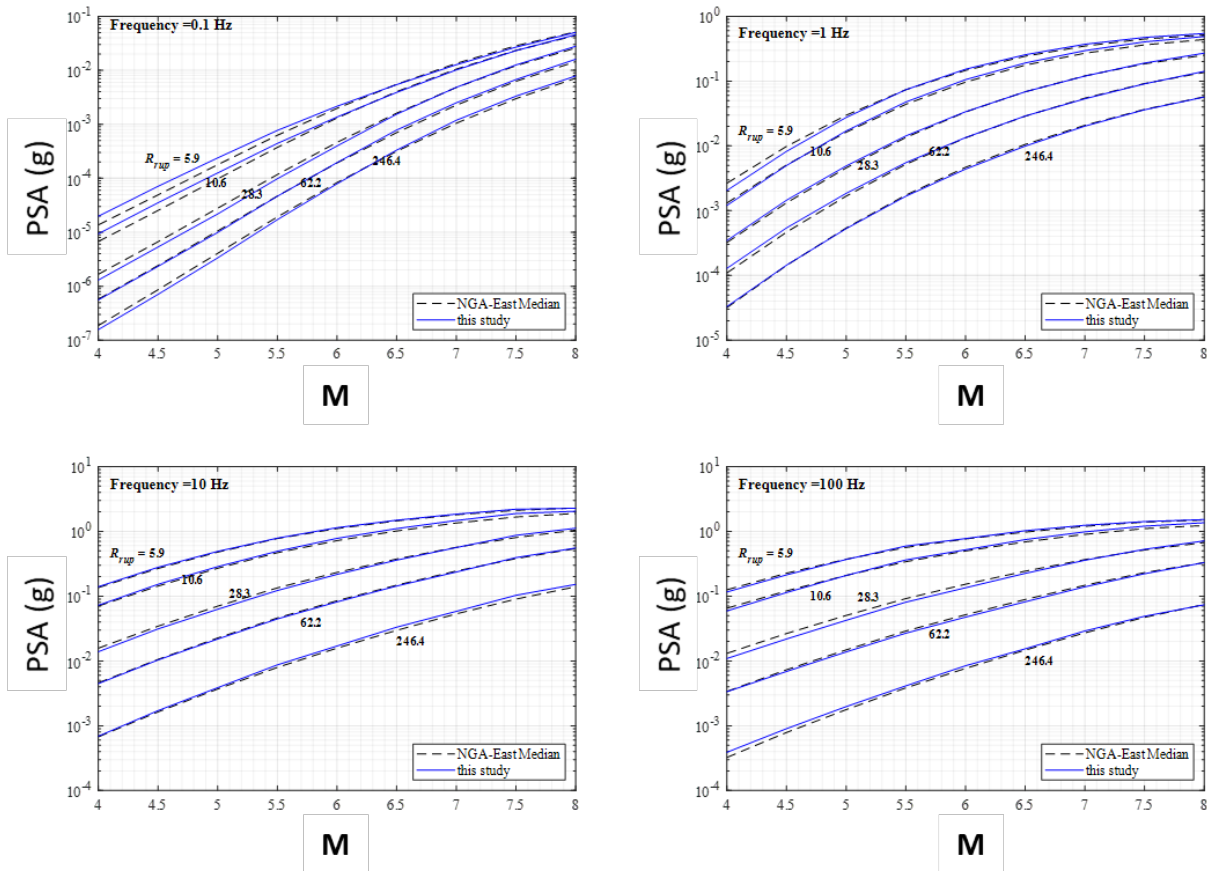 Frequency =0.1 Hz
10^0
10^-1
10^-2
10^-3
10^-4
10^-5
10^-6
10^-7
PSA (g)
R_rup = 5.9
10.6
28.3
62.2
246.4
NGA-East Median
this study
4 4.5 5 5.5 6 6.5 7 7.5 8
M
Frequency =1 Hz
10^0
10^-1
10^-2
10^-3
10^-4
10^-5
PSA (g)
R_rup = 5.9
10.6
28.3
62.2
246.4
NGA-East Median
this study
4 4.5 5 5.5 6 6.5 7 7.5 8
M
Frequency =10 Hz
10^1
10^0
10^-1
10^-2
10^-3
10^-4
PSA (g)
R_rup = 5.9
10.6
28.3
62.2
246.4
NGA-East Median
this study
4 4.5 5 5.5 6 6.5 7 7.5 8
M
Frequency =100 Hz
10^1
10^0
10^-1
10^-2
10^-3
10^-4
PSA (g)
R_rup = 5.9
10.6
28.3
62.2
246.4
NGA-East Median
this study
4 4.5 5 5.5 6 6.5 7 7.5 8
M